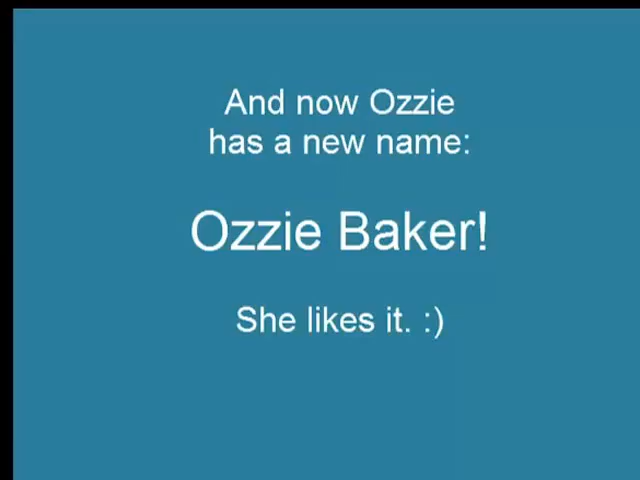 And now Ozzie
has a new name:
Ozzie Baker!
She likes it. :)